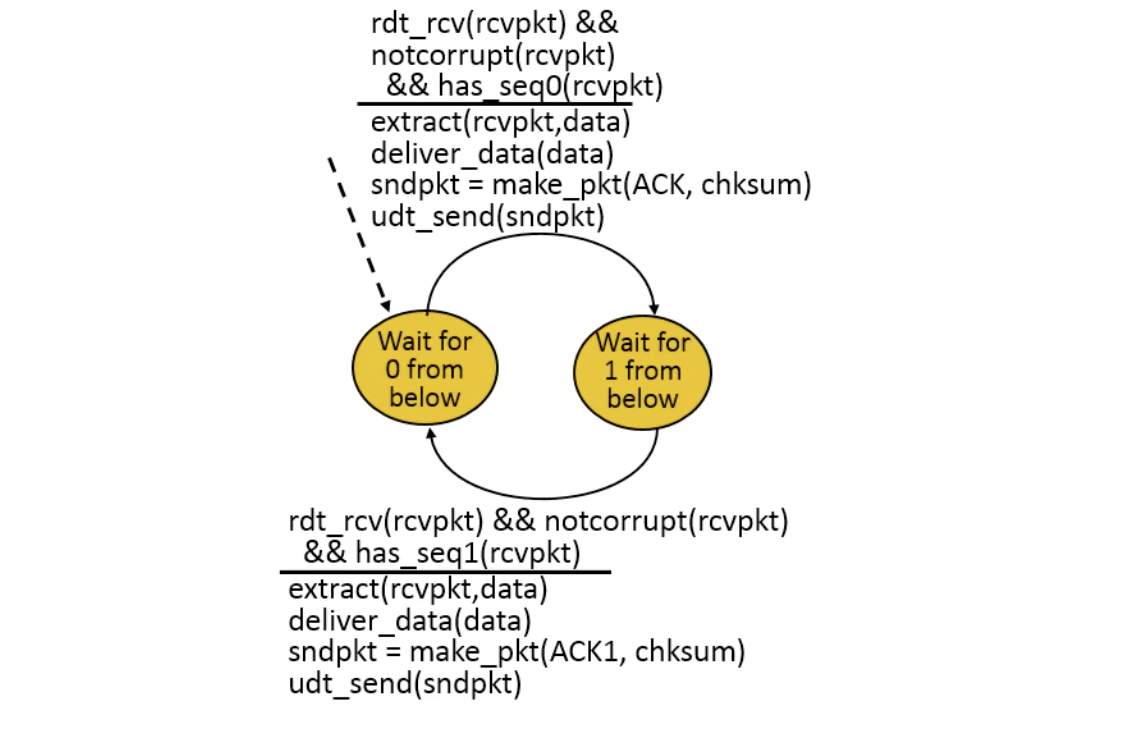 rdt_rcv(rcvpkt) &&
notcorrupt(rcvpkt)
&& has_seq0(rcvpkt)
extract(rcvpkt,data)
deliver_data(data)
sndpkt = make_pkt(ACK, chksum)
udt_send(sndpkt)
Wait for
0 from
below
Wait for
1 from
below
rdt_rcv(rcvpkt) && notcorrupt(rcvpkt)
&& has_seq1(rcvpkt)
extract(rcvpkt,data)
deliver_data(data)
sndpkt = make_pkt(ACK1, chksum)
udt_send(sndpkt)